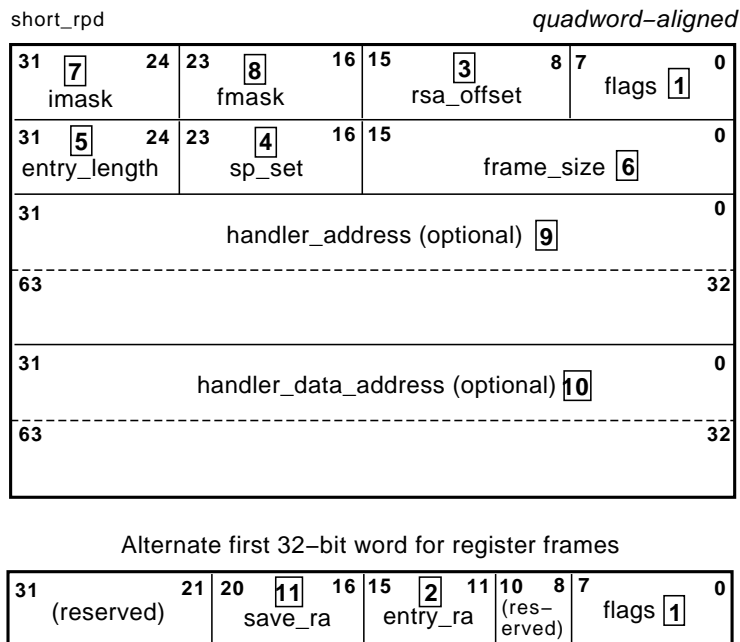 short_rpd quadword–aligned
31 7 24 23 8 16 15 3 8 7 0
imask fmask rsa_offset flags 1
31 5 24 23 4 16 15 0
entry_length sp_set frame_size 6
31 0
handler_address (optional) 9
63 32
31 0
handler_data_address (optional) 10
63 32
Alternate first 32–bit word for register frames
31 21 20 11 16 15 2 11 10 8 7 0
(reserved) save_ra entry_ra (res– flags 1
erved)